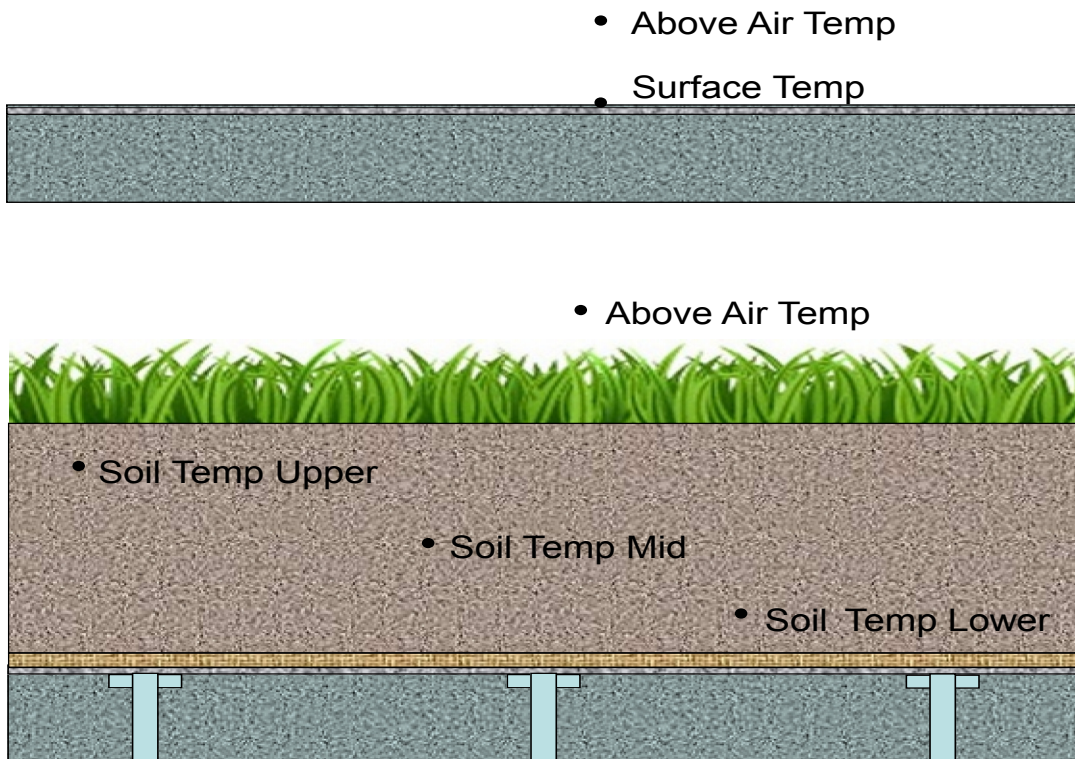 • Above Air Temp
• Surface Temp
• Above Air Temp
• Soil Temp Upper
• Soil Temp Mid
• Soil Temp Lower